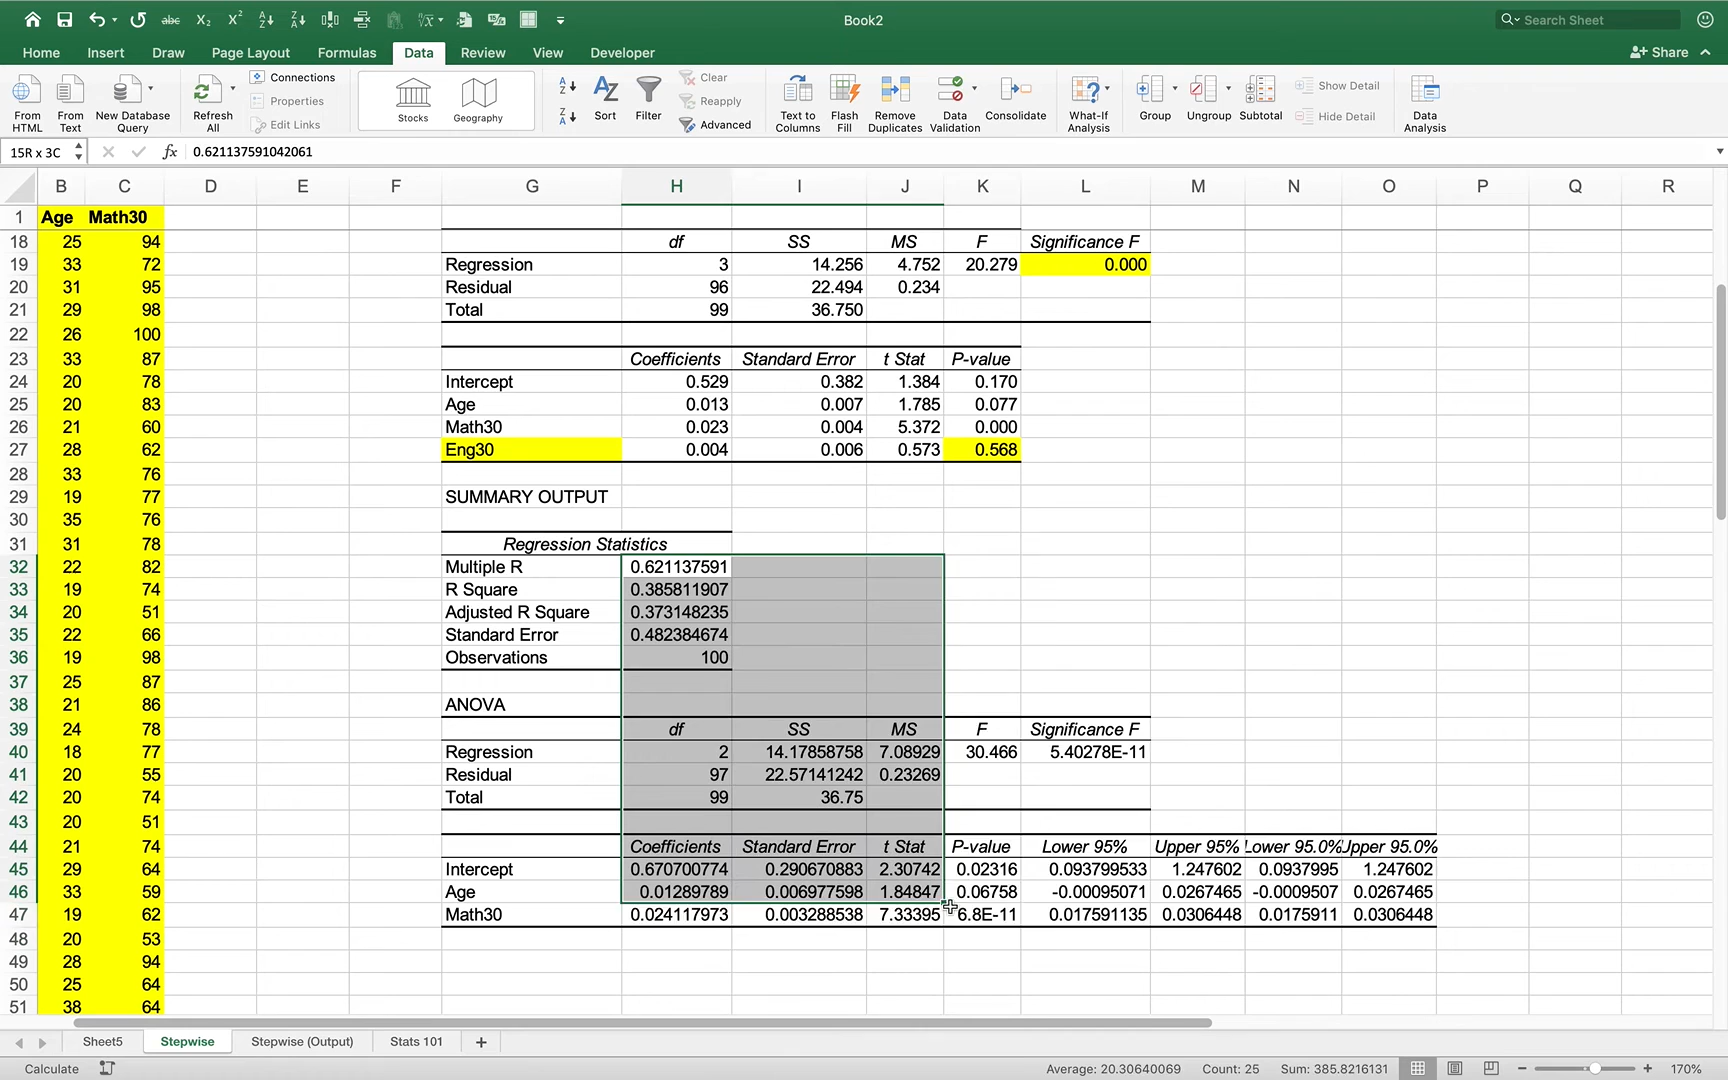 Book2
Search Sheet
Home Insert Draw Page Layout Formulas Data Review View Developer
Share
From HTML
From Text
New Database Query
Refresh All
Connections
Properties
Edit Links
Stocks
Geography
Sort
Filter
Clear
Reapply
Advanced
Text to Columns
Flash Fill
Remove Duplicates
Data Validation
Consolidate
What-If Analysis
Group
Ungroup
Subtotal
Show Detail
Hide Detail
Data Analysis
15R x 3C fx 0.621137591042061
B C D E F G H I J K L M N O P Q R
1 Age Math30
18 25 94 df SS MS F Significance F
19 33 72 Regression 3 14.256 4.752 20.279 0.000
20 31 95 Residual 96 22.494 0.234
21 29 98 Total 99 36.750
22 26 100
23 33 87 Coefficients Standard Error t Stat P-value
24 20 78 Intercept 0.529 0.382 1.384 0.170
25 20 83 Age 0.013 0.007 1.785 0.077
26 21 60 Math30 0.023 0.004 5.372 0.000
27 28 62 Eng30 0.004 0.006 0.573 0.568
28 33 76
29 19 77 SUMMARY OUTPUT
30 35 76
31 31 78 Regression Statistics
32 22 82 Multiple R 0.621137591
33 19 74 R Square 0.385811907
34 20 51 Adjusted R Square 0.373148235
35 22 66 Standard Error 0.482384674
36 19 98 Observations 100
37 25 87
38 21 86 ANOVA
39 24 78 df SS MS F Significance F
40 18 77 Regression 2 14.17858758 7.08929 30.466 5.40278E-11
41 20 55 Residual 97 22.57141242 0.23269
42 20 74 Total 99 36.75
43 20 51
44 21 74 Coefficients Standard Error t Stat P-value Lower 95% Upper 95% Lower 95.0% Upper 95.0%
45 29 64 Intercept 0.670700774 0.290670883 2.30742 0.02316 0.093799533 1.247602 0.0937995 1.247602
46 33 59 Age 0.01289789 0.006977598 1.84847 0.06758 -0.00095071 0.0267465 -0.0009507 0.0267465
47 19 62 Math30 0.024117973 0.003288538 7.33395 6.8E-11 0.017591135 0.0306448 0.0175911 0.0306448
48 20 53
49 28 94
50 25 64
51 38 64
Sheet5 Stepwise Stepwise (Output) Stats 101 +
Calculate Average: 20.30640069 Count: 25 Sum: 385.8216131 170%